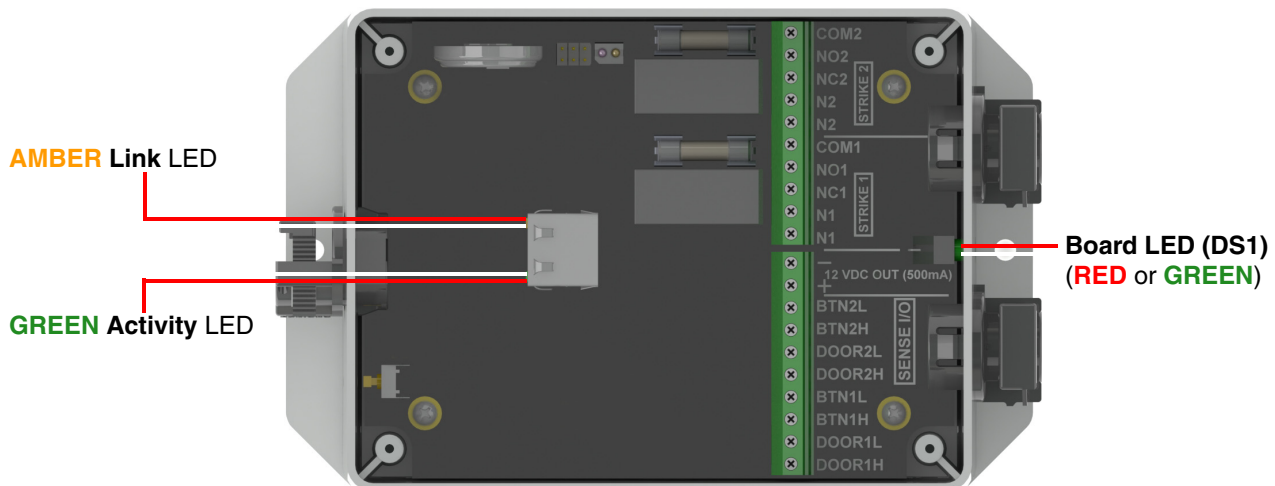 AMBER Link LED
GREEN Activity LED
COM2
NO2
NC2
N2
N2
STRIKE 2
COM1
NO1
NC1
N1
N1
STRIKE 1
–
12 VDC OUT (500mA)
+
BTN2L
BTN2H
DOOR2L
DOOR2H
BTN1L
BTN1H
DOOR1L
DOOR1H
SENSE I/O
Board LED (DS1)
(RED or GREEN)